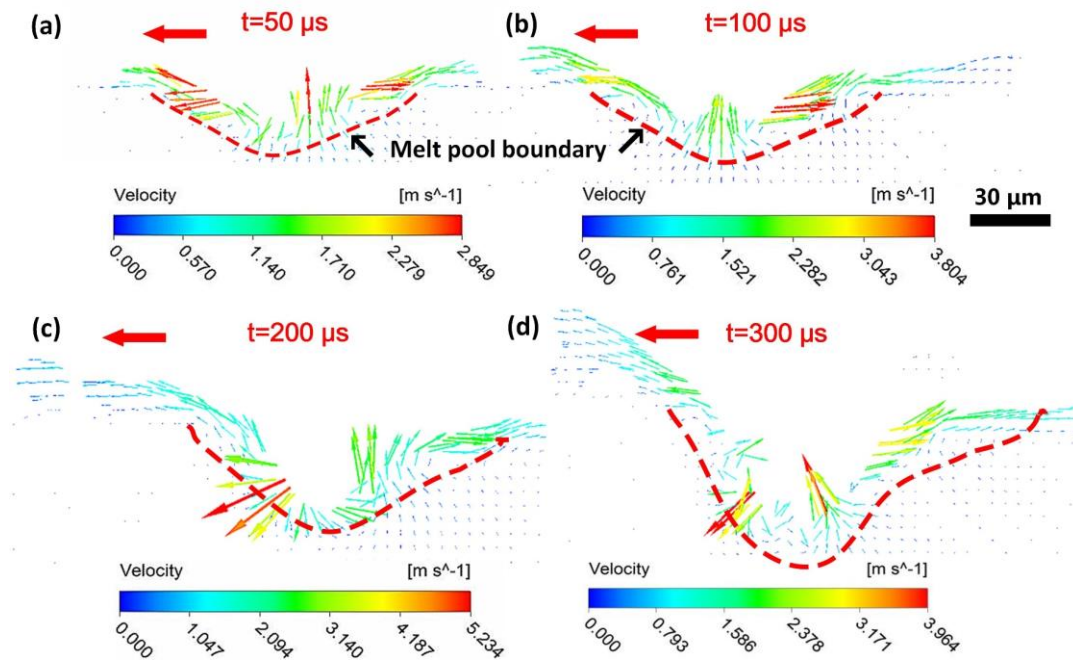 (a)
t=50 µs
(b)
t=100 µs
Melt pool boundary
Velocity [m s^-1]
0.000 0.570 1.140 1.710 2.279 2.849
Velocity [m s^-1]
0.000 0.761 1.521 2.282 3.043 3.804
30 µm
(c)
t=200 µs
(d)
t=300 µs
Velocity [m s^-1]
0.000 1.047 2.094 3.140 4.187 5.234
Velocity [m s^-1]
0.000 0.793 1.586 2.378 3.171 3.964